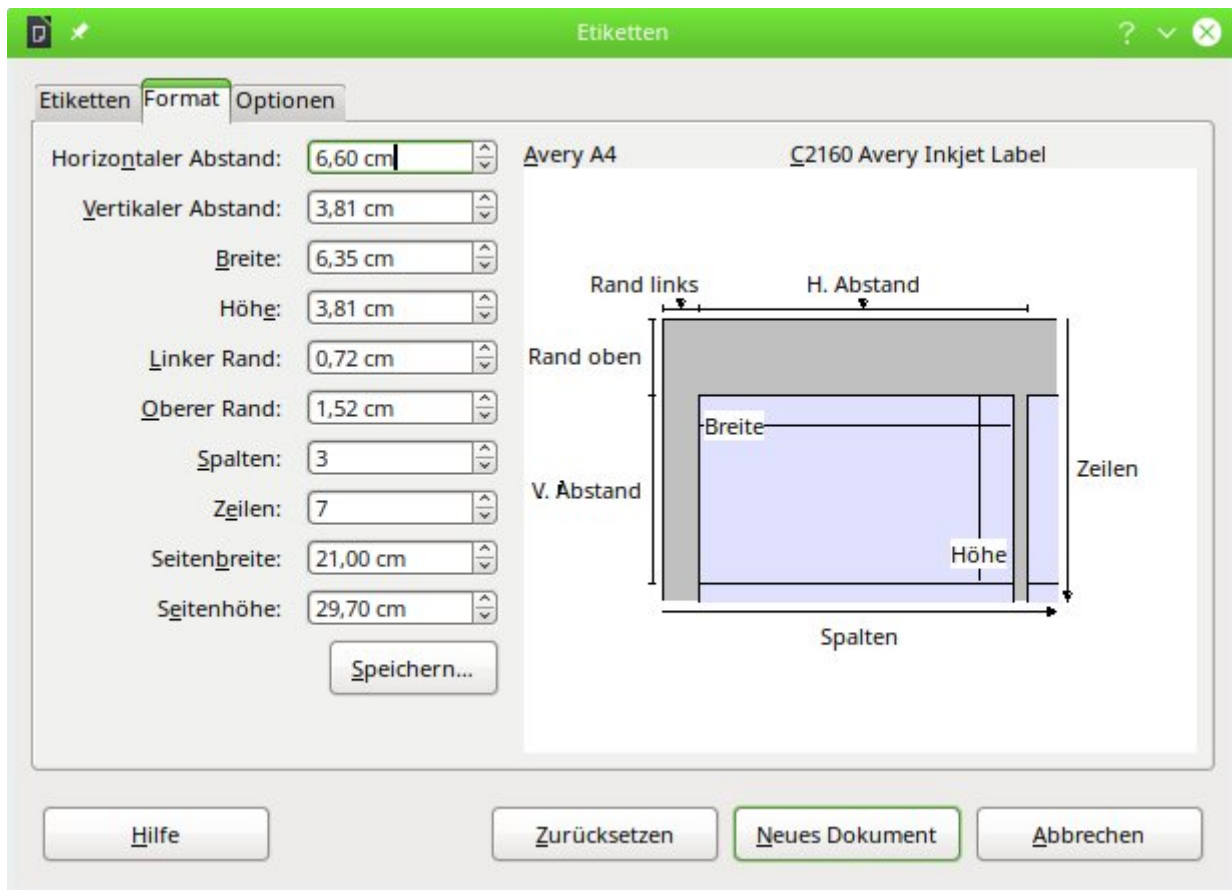 Etiketten
Etiketten Format Optionen
Horizontaler Abstand: 6,60 cm
Vertikaler Abstand: 3,81 cm
Breite: 6,35 cm
Höhe: 3,81 cm
Linker Rand: 0,72 cm
Oberer Rand: 1,52 cm
Spalten: 3
Zeilen: 7
Seitenbreite: 21,00 cm
Seitenhöhe: 29,70 cm
Speichern...
Avery A4 C2160 Avery Inkjet Label
Rand links H. Abstand
Rand oben
Breite
V. Abstand
Zeilen
Höhe
Spalten
Hilfe Zurücksetzen Neues Dokument Abbrechen